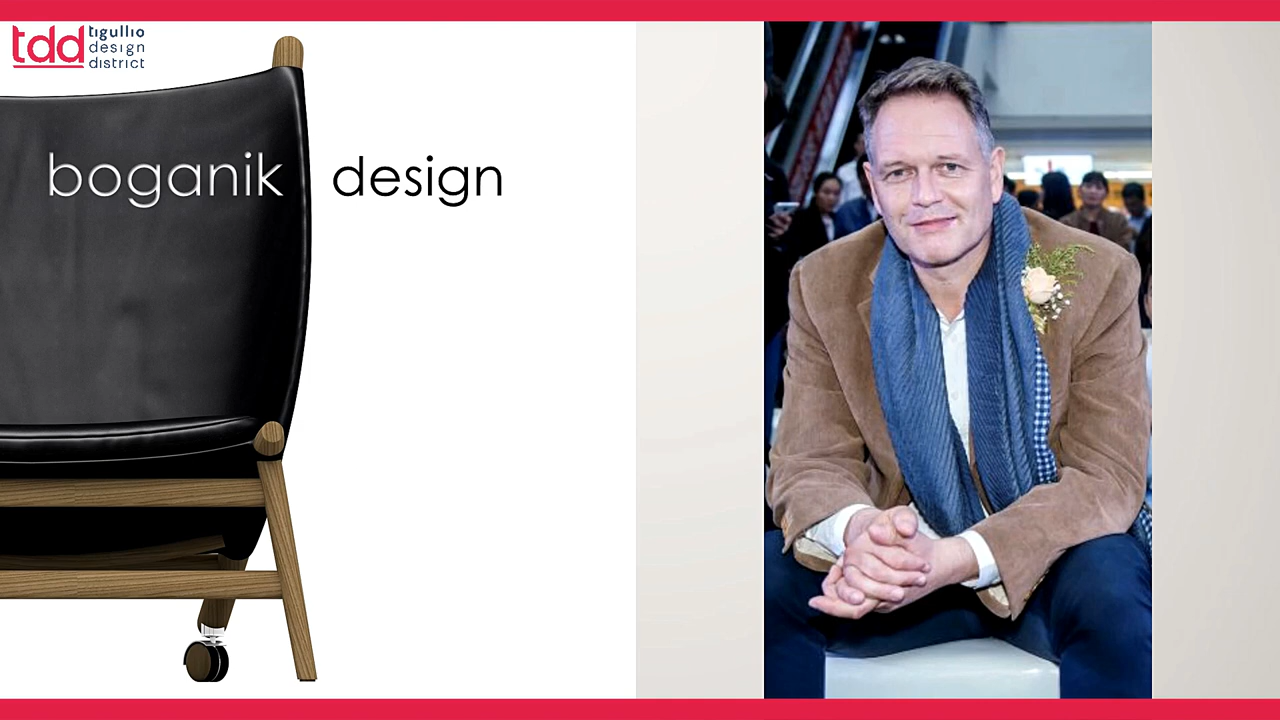 tdd
tigullio
design
district
boganik design